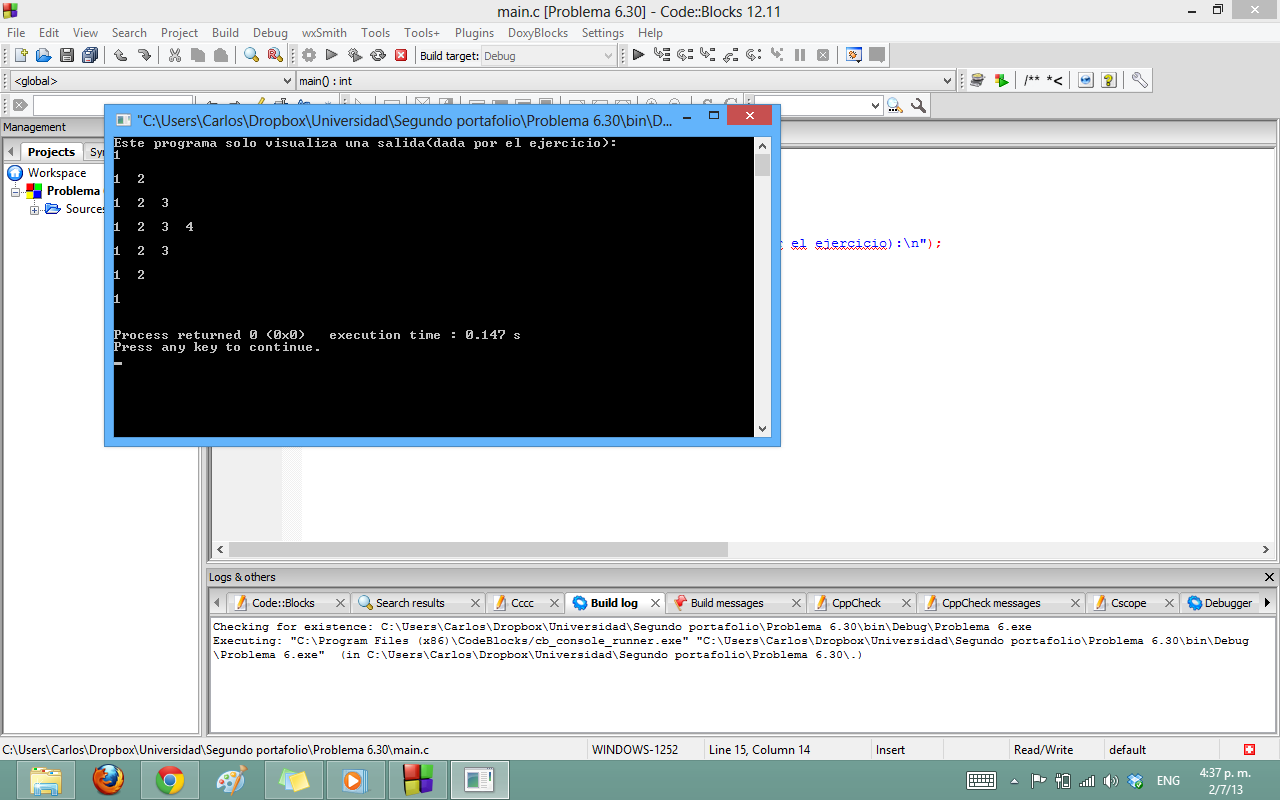 main.c [Problema 6.30] - Code::Blocks 12.11
File Edit View Search Project Build Debug wxSmith Tools Tools+ Plugins DoxyBlocks Settings Help
Build target: Debug
<global> main() : int /** *<
Management
Projects Sy
Workspace
Problema
Sources
"C:\Users\Carlos\Dropbox\Universidad\Segundo portafolio\Problema 6.30\bin\D...
Este programa solo visualiza una salida(dada por el ejercicio):
1
1 2
1 2 3
1 2 3 4
1 2 3
1 2
1
Process returned 0 (0x0) execution time : 0.147 s
Press any key to continue.
el ejercicio):\n");
Logs & others
Code::Blocks Search results Cccc Build log Build messages CppCheck CppCheck messages Cscope Debugger
Checking for existence: C:\Users\Carlos\Dropbox\Universidad\Segundo portafolio\Problema 6.30\bin\Debug\Problema 6.exe
Executing: "C:\Program Files (x86)\CodeBlocks/cb_console_runner.exe" "C:\Users\Carlos\Dropbox\Universidad\Segundo portafolio\Problema 6.30\bin\Debug
\Problema 6.exe" (in C:\Users\Carlos\Dropbox\Universidad\Segundo portafolio\Problema 6.30\.)
C:\Users\Carlos\Dropbox\Universidad\Segundo portafolio\Problema 6.30\main.c WINDOWS-1252 Line 15, Column 14 Insert Read/Write default
ENG
4:37 p. m.
2/7/13